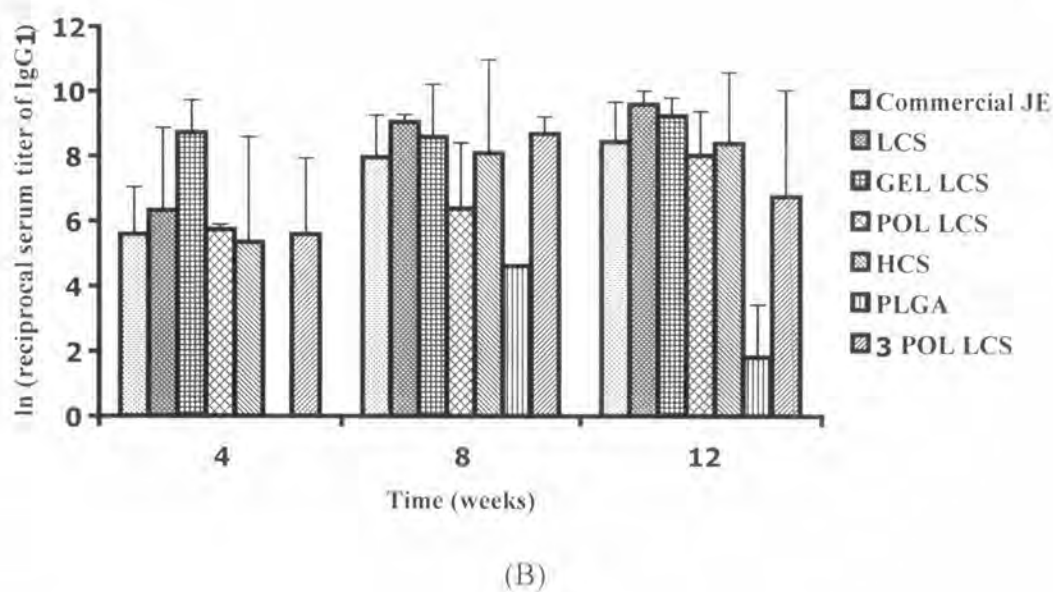 ln (reciprocal serum titer of IgG1)
12
10
8
6
4
2
0
4
8
12
Time (weeks)
Commercial JE
LCS
GEL LCS
POL LCS
HCS
PLGA
3 POL LCS
(B)